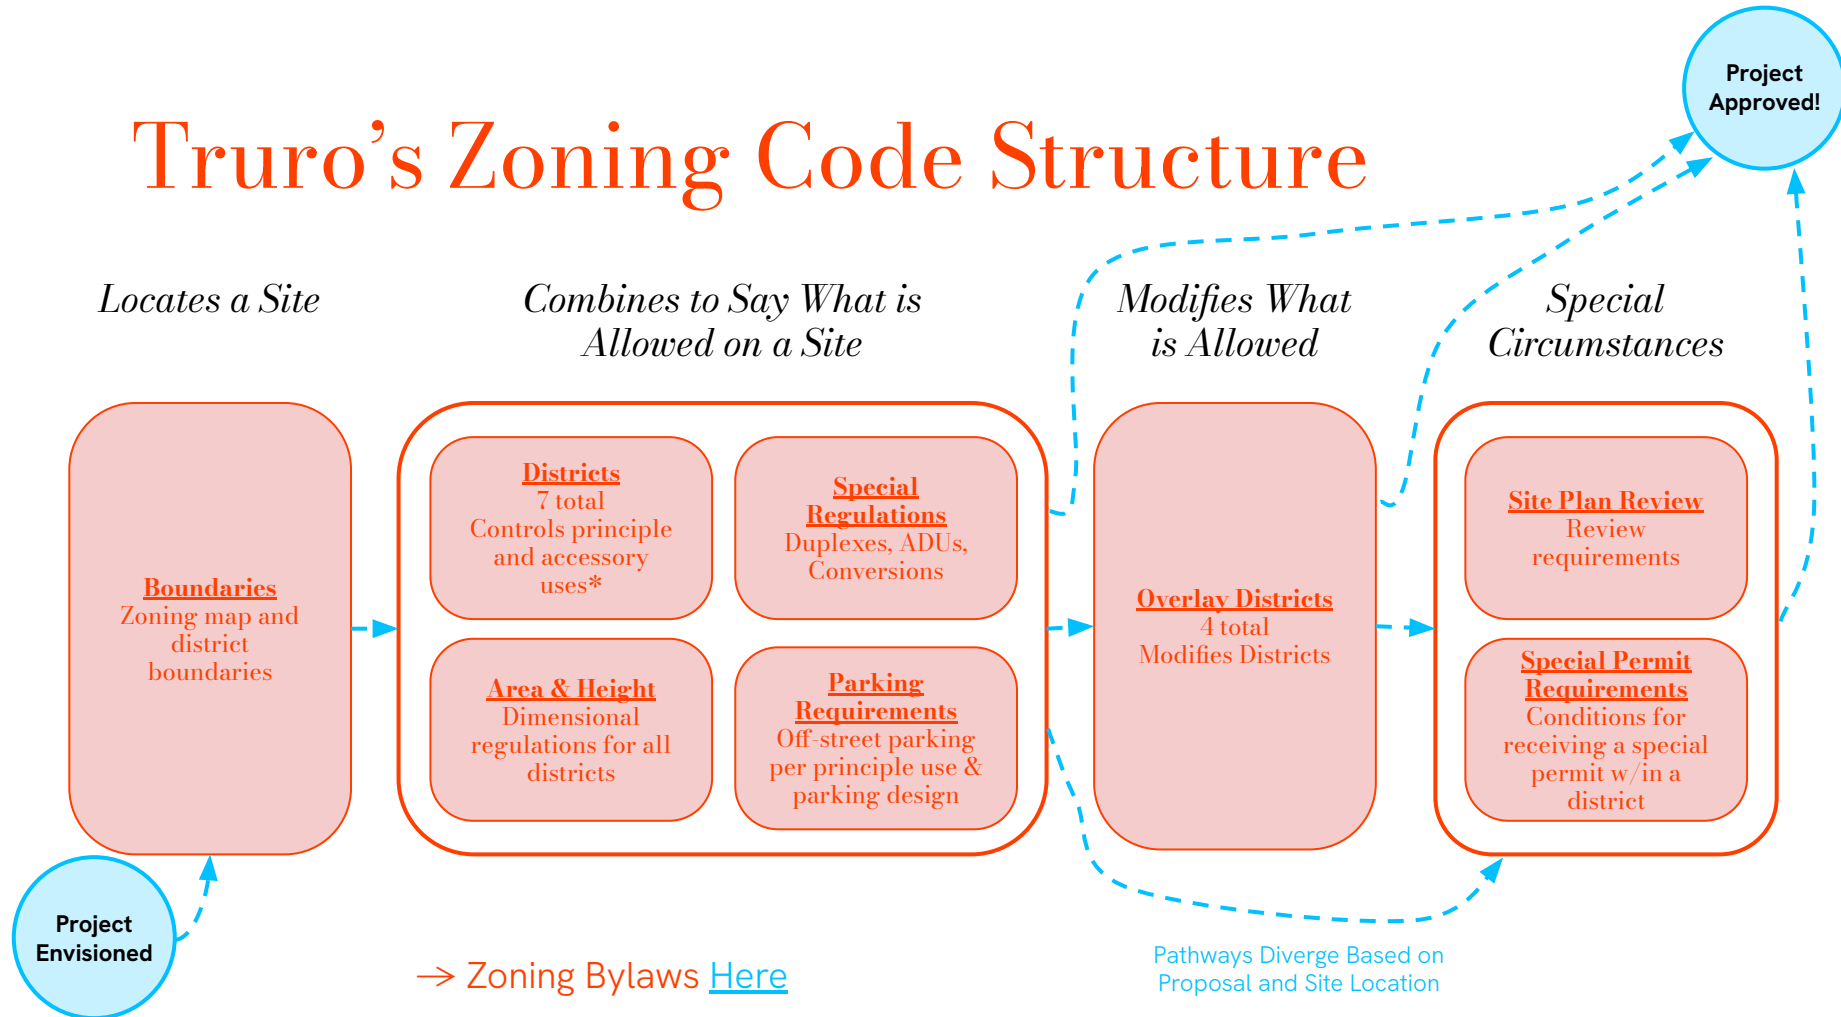 Project
Approved!
Truro's Zoning Code Structure
Locates a Site
Combines to Say What is
Allowed on a Site
Modifies What
is Allowed
Special
Circumstances
Boundaries
Zoning map and
district
boundaries
Districts
7 total
Controls principle
and accessory
uses*
Special
Regulations
Duplexes, ADUs,
Conversions
Area & Height
Dimensional
regulations for all
districts
Parking
Requirements
Off-street parking
per principle use &
parking design
Overlay Districts
4 total
Modifies Districts
Site Plan Review
Review
requirements
Special Permit
Requirements
Conditions for
receiving a special
permit w/in a
district
Project
Envisioned
→ Zoning Bylaws Here
Pathways Diverge Based on
Proposal and Site Location